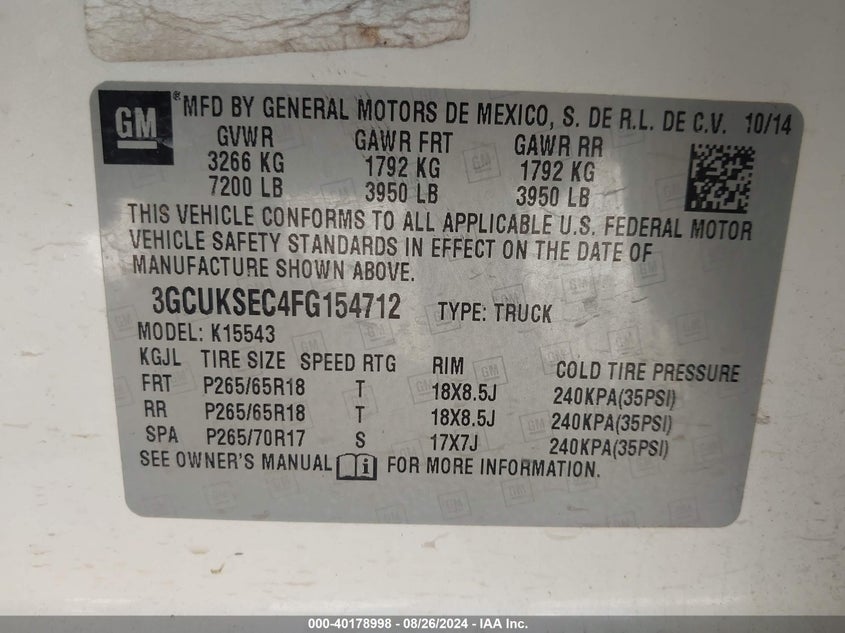 GM
® MFD BY GENERAL MOTORS DE MEXICO, S. DE R.L. DE C.V. 10/14
GVWR GAWR FRT GAWR RR
3266 KG 1792 KG 1792 KG
7200 LB 3950 LB 3950 LB
THIS VEHICLE CONFORMS TO ALL APPLICABLE U.S. FEDERAL MOTOR
VEHICLE SAFETY STANDARDS IN EFFECT ON THE DATE OF
MANUFACTURE SHOWN ABOVE.
3GCUKSEC4FG154712 TYPE: TRUCK
MODEL: K15543
KGJL TIRE SIZE SPEED RTG RIM COLD TIRE PRESSURE
FRT P265/65R18 T 18X8.5J 240KPA(35PSI)
RR P265/65R18 T 18X8.5J 240KPA(35PSI)
SPA P265/70R17 S 17X7J 240KPA(35PSI)
SEE OWNER'S MANUAL FOR MORE INFORMATION.
000-40178998 - 08/26/2024 - IAA Inc.